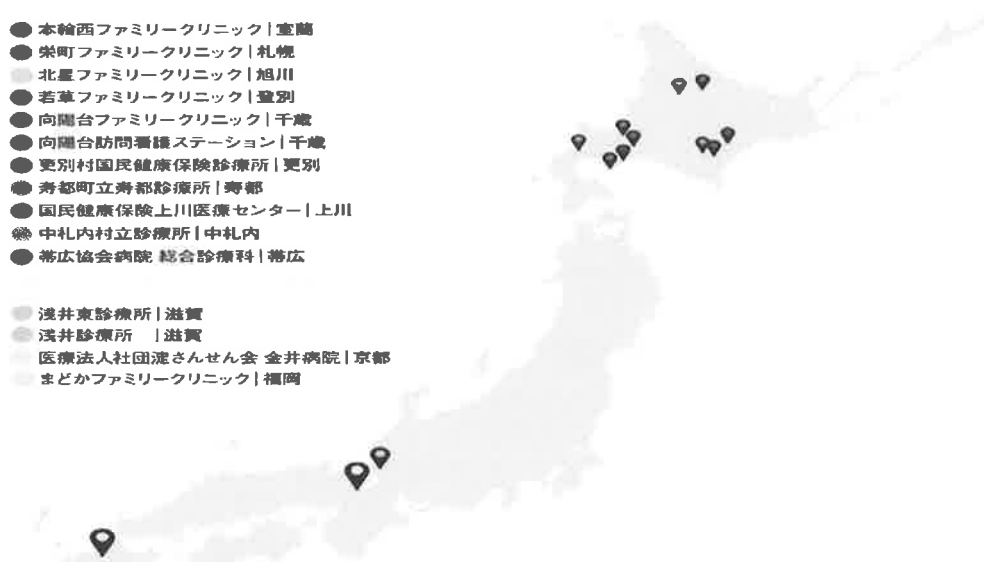 本輪西ファミリークリニック|室蘭
栄町ファミリークリニック|札幌
北星ファミリークリニック|旭川
若草ファミリークリニック|登別
向陽台ファミリークリニック|千歳
向陽台訪問看護ステーション|千歳
更別村国民健康保険診療所|更別
寿都町立寿都診療所|寿都
国民健康保険上川医療センター|上川
中札内村立診療所|中札内
帯広協会病院 総合診療科|帯広
浅井東診療所|滋賀
浅井診療所 |滋賀
医療法人社団淀さんせん会 金井病院|京都
まどかファミリークリニック|福岡